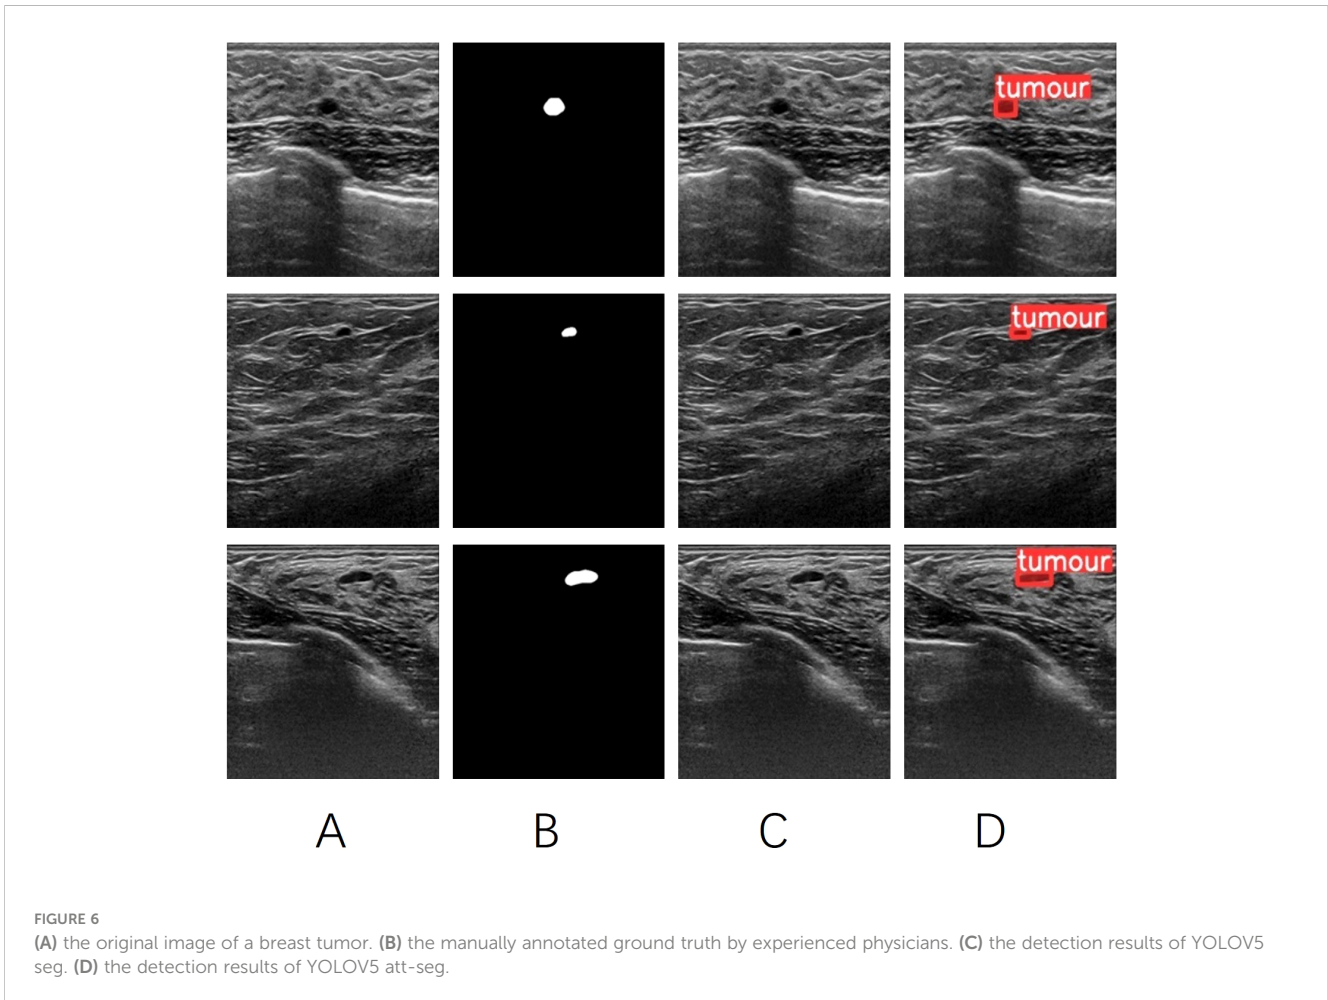 tumour
tumour
tumour
A B C D
FIGURE 6
(A) the original image of a breast tumor. (B) the manually annotated ground truth by experienced physicians. (C) the detection results of YOLOV5
seg. (D) the detection results of YOLOV5 att-seg.